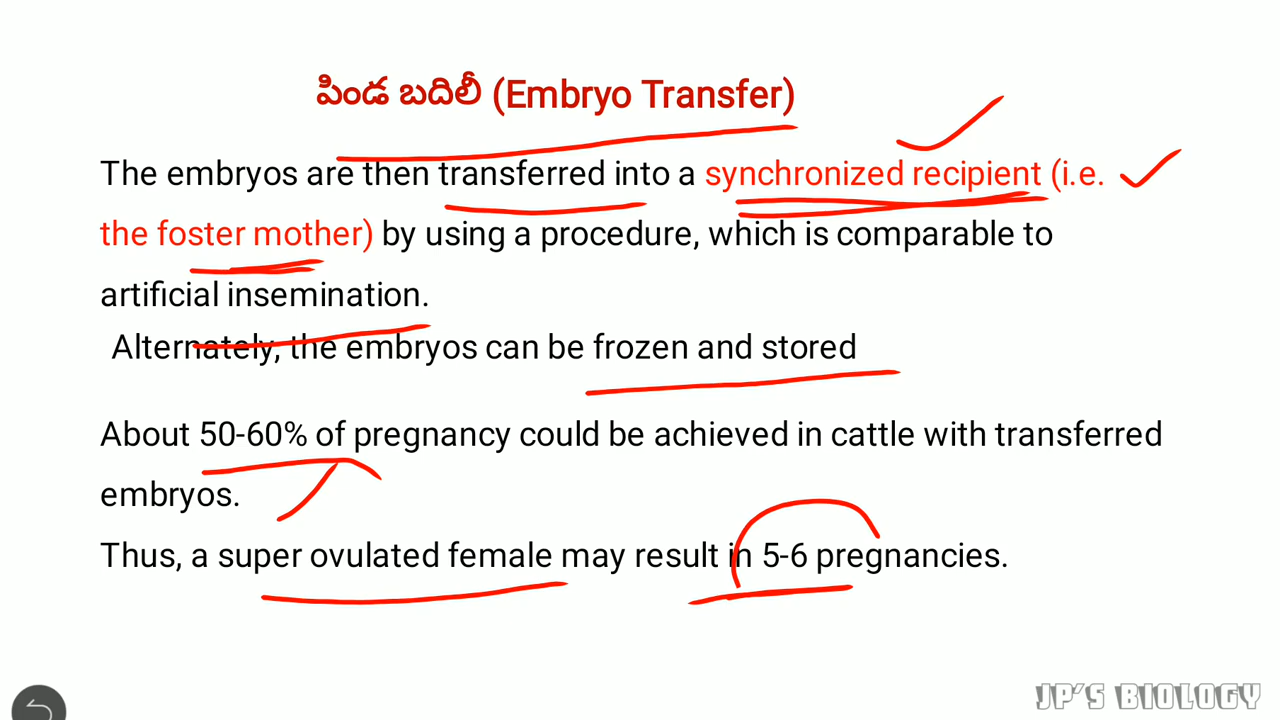 పిండ బదిలీ (Embryo Transfer)
The embryos are then transferred into a synchronized recipient (i.e.
the foster mother) by using a procedure, which is comparable to
artificial insemination.
Alternately, the embryos can be frozen and stored
About 50-60% of pregnancy could be achieved in cattle with transferred
embryos.
Thus, a super ovulated female may result in 5-6 pregnancies.
JP'S BIOLOGY